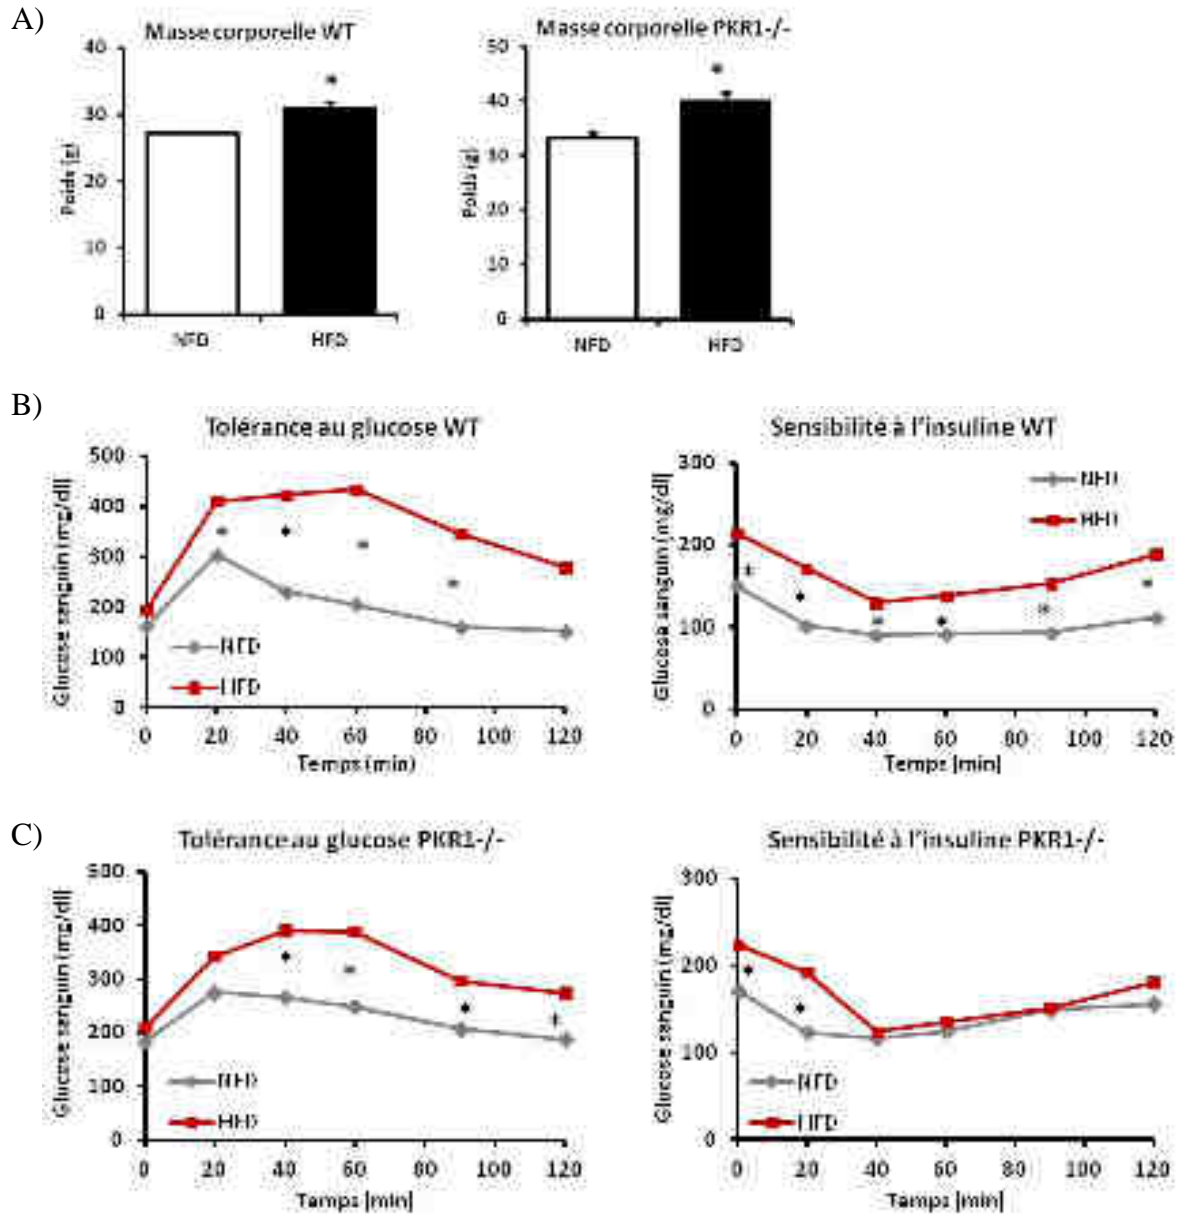 A)
Masse corporelle WT
Poids (g)
40
30
20
10
0
NFD
HFD
*
Masse corporelle PKR1-/-
Poids (g)
50
40
30
20
10
0
NFD
HFD
*
B)
Tolérance au glucose WT
Glucose sanguin (mg/dl)
500
400
300
200
100
0
NFD
HFD
0 20 40 60 80 100 120
Temps (min)
Sensibilité à l'insuline WT
Glucose sanguin (mg/dl)
300
200
100
0
NFD
HFD
0 20 40 60 80 100 120
Temps [min]
C)
Tolérance au glucose PKR1-/-
Glucose sanguin (mg/dl)
500
400
300
200
100
0
NFD
HFD
0 20 40 60 80 100 120
Temps [min]
Sensibilité à l'insuline PKR1-/-
Glucose sanguin (mg/dl)
300
200
100
0
NFD
HFD
0 20 40 60 80 100 120
Temps [min]